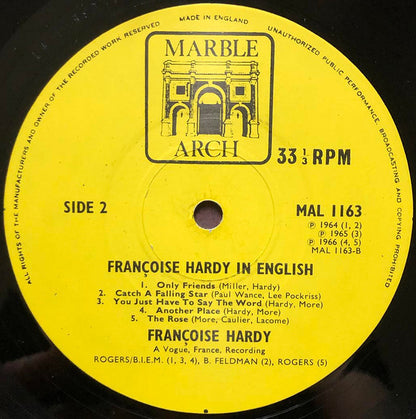 MADE IN ENGLAND
ALL RIGHTS OF THE MANUFACTURERS AND OWNER OF THE RECORDED WORK RESERVED
UNAUTHORIZED PUBLIC PERFORMANCE, BROADCASTING AND COPYING PROHIBITED
MARBLE
ARCH
33 1/3 RPM
SIDE 2
MAL 1163
℗ 1964 (1, 2)
℗ 1965 (3)
℗ 1966 (4, 5)
MAL 1163-B
FRANÇOISE HARDY IN ENGLISH
1. Only Friends (Miller, Hardy)
2. Catch A Falling Star (Paul Wance, Lee Pockriss)
3. You Just Have To Say The Word (Hardy, More)
4. Another Place (Hardy, More)
5. The Rose (More, Caulier, Lacome)
FRANÇOISE HARDY
A Vogue, France, Recording
ROGERS/B.I.E.M. (1, 3, 4), B. FELDMAN (2), ROGERS (5)